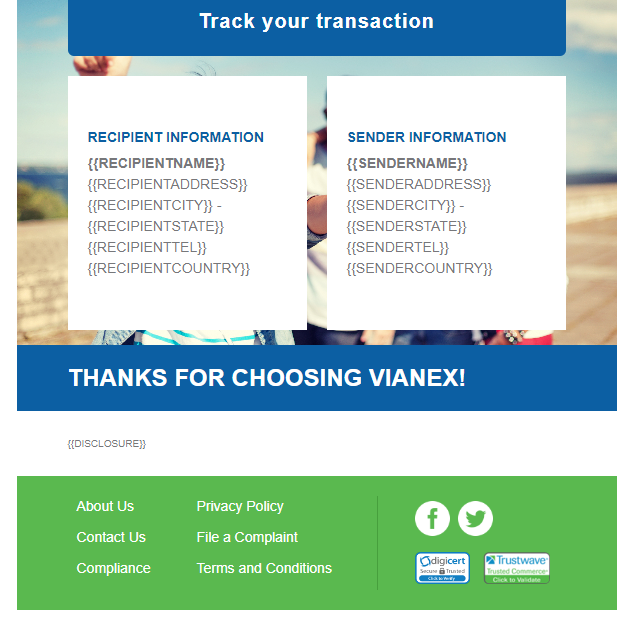 Track your transaction
RECIPIENT INFORMATION
{{RECIPIENTNAME}}
{{RECIPIENTADDRESS}}
{{RECIPIENTCITY}} -
{{RECIPIENTSTATE}}
{{RECIPIENTTEL}}
{{RECIPIENTCOUNTRY}}
SENDER INFORMATION
{{SENDERNAME}}
{{SENDERADDRESS}}
{{SENDERCITY}} -
{{SENDERSTATE}}
{{SENDERTEL}}
{{SENDERCOUNTRY}}
THANKS FOR CHOOSING VIANEX!
{{DISCLOSURE}}
About Us
Contact Us
Compliance
Privacy Policy
File a Complaint
Terms and Conditions
digicert
Secure Trusted
Click to Verify
Trustwave
Trusted Commerce
Click to Validate